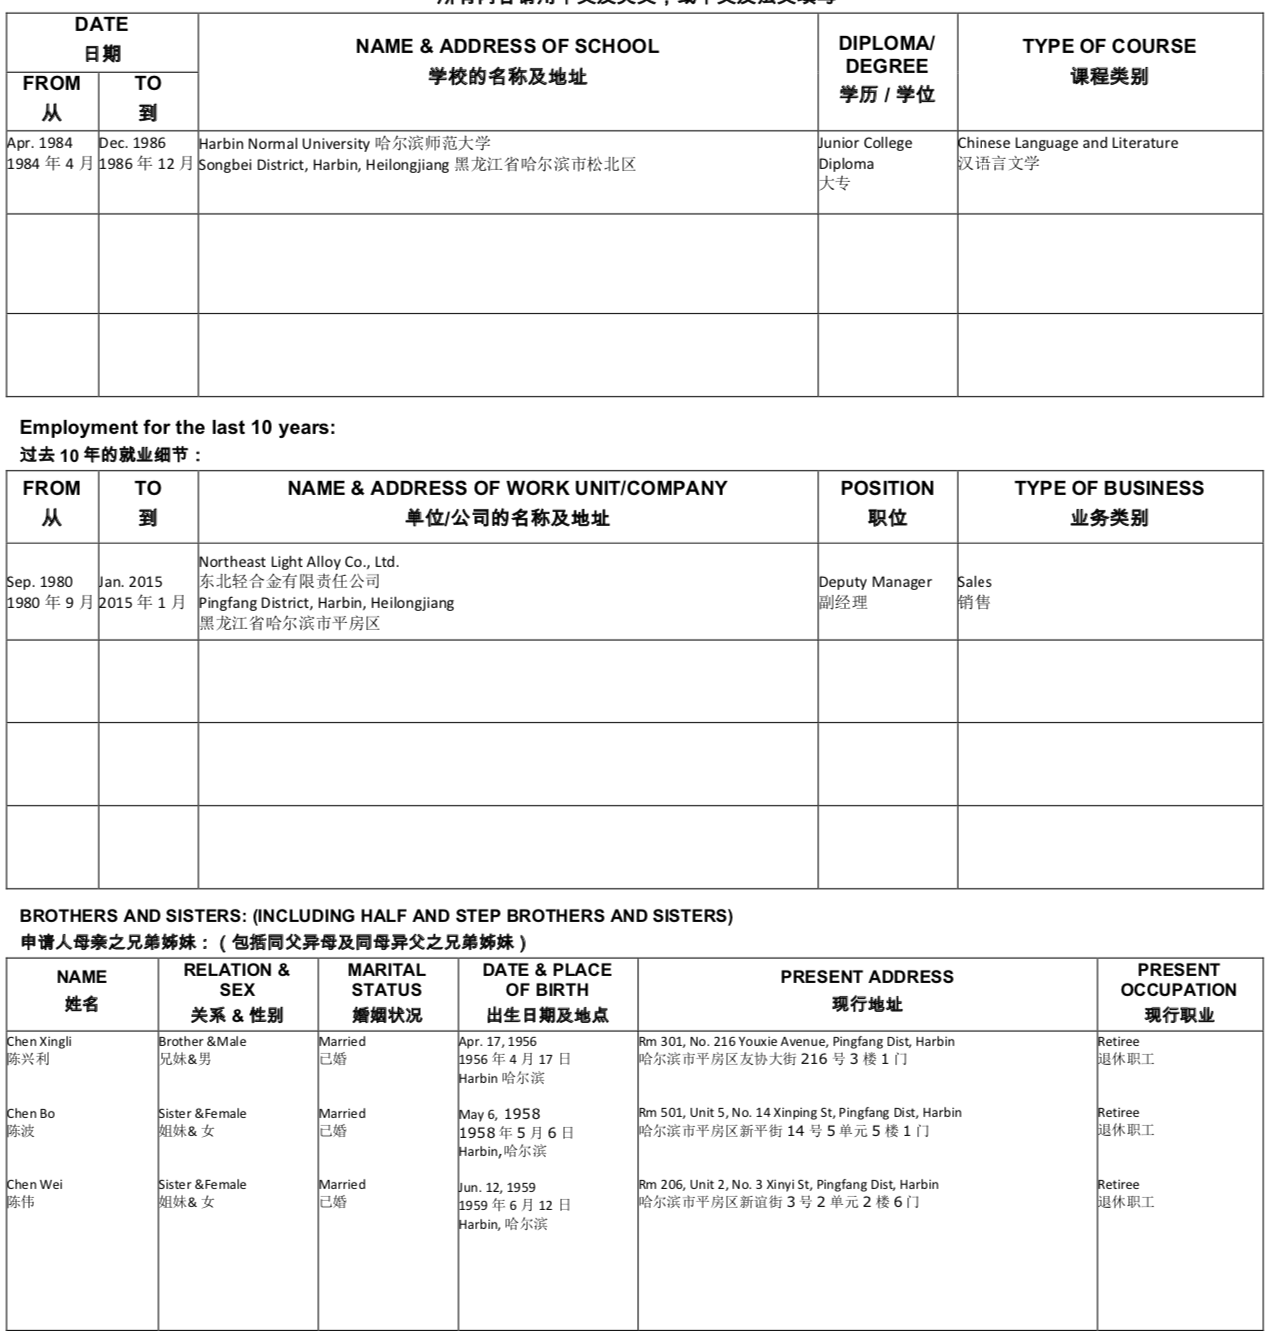 DATE
日期
NAME & ADDRESS OF SCHOOL
学校的名称及地址
DIPLOMA/
DEGREE
学历 / 学位
TYPE OF COURSE
课程类别
FROM
从
TO
到
Apr. 1984
1984 年 4 月
Dec. 1986
1986 年 12 月
Harbin Normal University 哈尔滨师范大学
Songbei District, Harbin, Heilongjiang 黑龙江省哈尔滨市松北区
Junior College
Diploma
大专
Chinese Language and Literature
汉语言文学
Employment for the last 10 years:
过去 10 年的就业细节：
FROM
从
TO
到
NAME & ADDRESS OF WORK UNIT/COMPANY
单位/公司的名称及地址
POSITION
职位
TYPE OF BUSINESS
业务类别
Sep. 1980
1980 年 9 月
Jan. 2015
2015 年 1 月
Northeast Light Alloy Co., Ltd.
东北轻合金有限责任公司
Pingfang District, Harbin, Heilongjiang
黑龙江省哈尔滨市平房区
Deputy Manager
副经理
Sales
销售
BROTHERS AND SISTERS: (INCLUDING HALF AND STEP BROTHERS AND SISTERS)
申请人母亲之兄弟姊妹：（包括同父异母及同母异父之兄弟姊妹）
NAME
姓名
RELATION &
SEX
关系 & 性别
MARITAL
STATUS
婚姻状况
DATE & PLACE
OF BIRTH
出生日期及地点
PRESENT ADDRESS
现行地址
PRESENT
OCCUPATION
现行职业
Chen Xingli
陈兴利
Brother &Male
兄妹&男
Married
已婚
Apr. 17, 1956
1956 年 4 月 17 日
Harbin 哈尔滨
Rm 301, No. 216 Youxie Avenue, Pingfang Dist, Harbin
哈尔滨市平房区友协大街 216 号 3 楼 1 门
Retiree
退休职工
Chen Bo
陈波
Sister &Female
姐妹& 女
Married
已婚
May 6, 1958
1958 年 5 月 6 日
Harbin,哈尔滨
Rm 501, Unit 5, No. 14 Xinping St, Pingfang Dist, Harbin
哈尔滨市平房区新平街 14 号 5 单元 5 楼 1 门
Retiree
退休职工
Chen Wei
陈伟
Sister &Female
姐妹& 女
Married
已婚
Jun. 12, 1959
1959 年 6 月 12 日
Harbin, 哈尔滨
Rm 206, Unit 2, No. 3 Xinyi St, Pingfang Dist, Harbin
哈尔滨市平房区新谊街 3 号 2 单元 2 楼 6 门
Retiree
退休职工